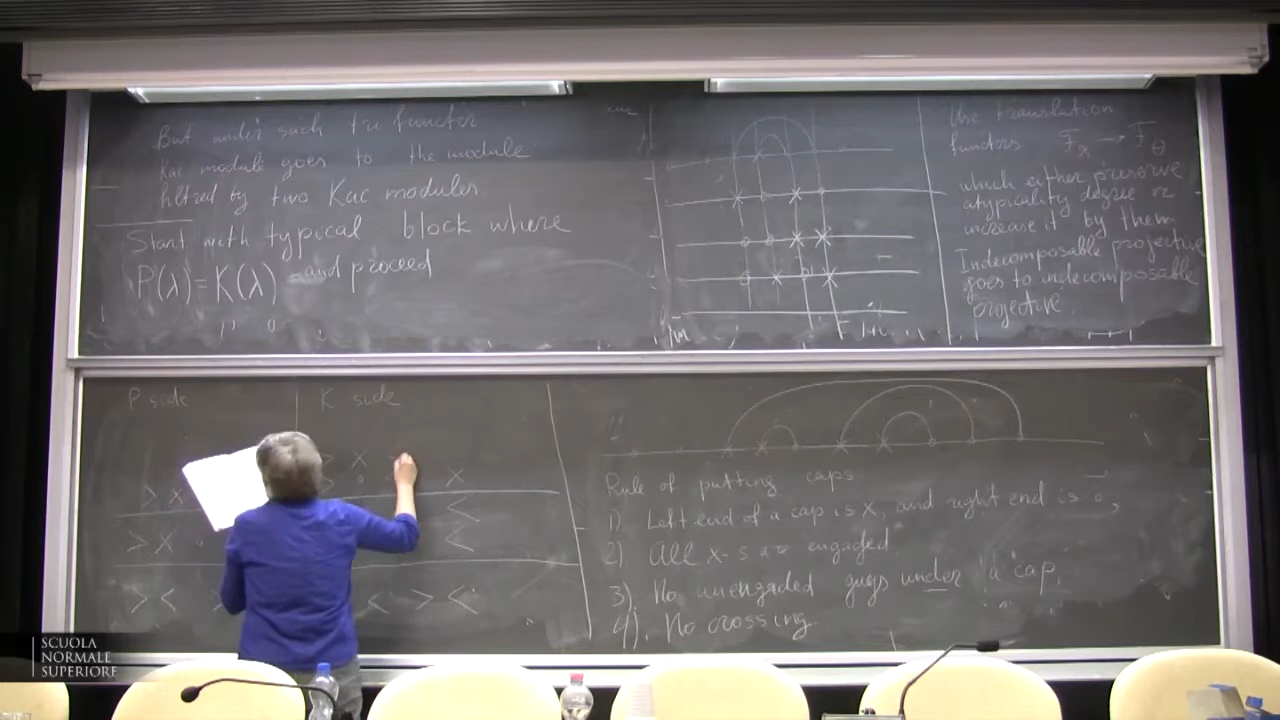 But under such tr. functor
Kac module goes to the module
filtred by two Kac modules
Start with typical block where
P(λ)=K(λ) and proceed
Use translation
functors F_x → F_θ
which either preserve
atypicality degree or
increase it by them
Indecomposable projective
goes to indecomposable
projective.
P side
K side
> x
> x
> <
x
x
<
<
< > <
Rule of putting caps
1). Left end of a cap is x, and right end is o,
2) All x-s are engaged.
3). No unengaged guys under a cap.
4). No crossing.
SCUOLA
NORMALE
SUPERIORE